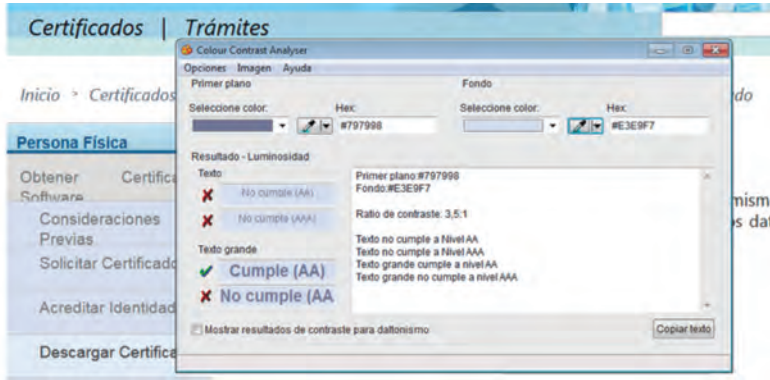 Certificados | Trámites
Colour Contrast Analyser
Opciones Imagen Ayuda
Inicio Certificados
do
Primer plano
Fondo
Seleccione color:
Hex:
Seleccione color:
Hex:
#797998
#E3E9F7
Persona Física
Resultado - Luminosidad
Texto
No cumple (AA)
No cumple (AAA)
Texto grande
Cumple (AA)
No cumple (AA
Primer plano:#797998
Fondo:#E3E9F7
Ratio de contraste: 3,5:1
Texto no cumple a Nivel AA
Texto no cumple a Nivel AAA
Texto grande cumple a nivel AA
Texto grande no cumple a nivel AAA
Mostrar resultados de contraste para daltonismo
Copiar texto
Obtener Certifica
Software
Consideraciones
Previas
Solicitar Certificado
Acreditar Identidad
Descargar Certifica
mism
s dat